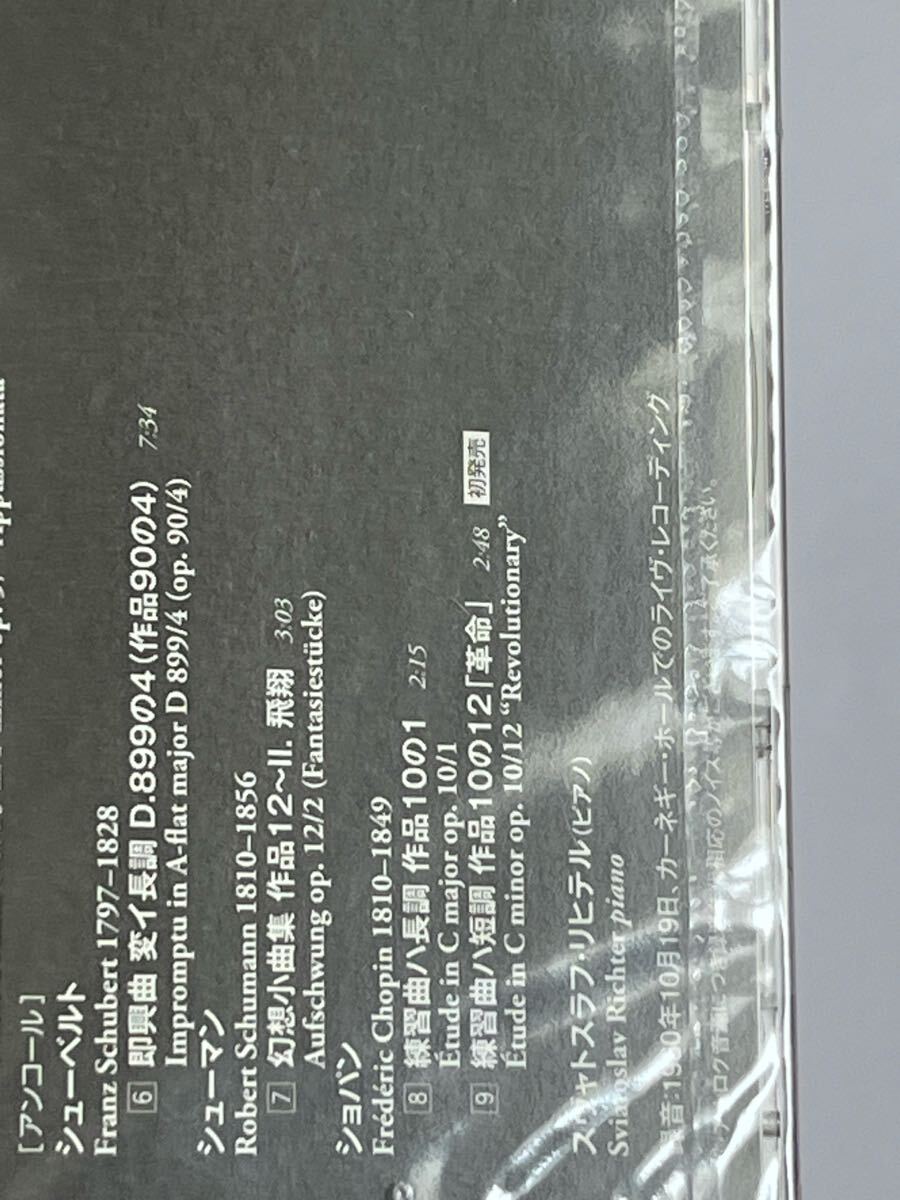 [アンコール]
シューベルト
Franz Schubert 1797–1828
6 即興曲 変イ長調 D.899の4(作品90の4) 7:34
Impromptu in A-flat major D 899/4 (op. 90/4)
シューマン
Robert Schumann 1810–1856
7 幻想小曲集 作品12〜II. 飛翔 3:03
Aufschwung op. 12/2 (Fantasiestücke)
ショパン
Frédéric Chopin 1810–1849
8 練習曲ハ長調 作品10の1 2:15
Étude in C major op. 10/1
9 練習曲ハ短調 作品10の12「革命」 2:48 初発売
Étude in C minor op. 10/12 “Revolutionary”
スヴャトスラフ・リヒテル(ピアノ)
Sviatoslav Richter piano
録音:1960年10月19日、カーネギー・ホールでのライヴ・レコーディング